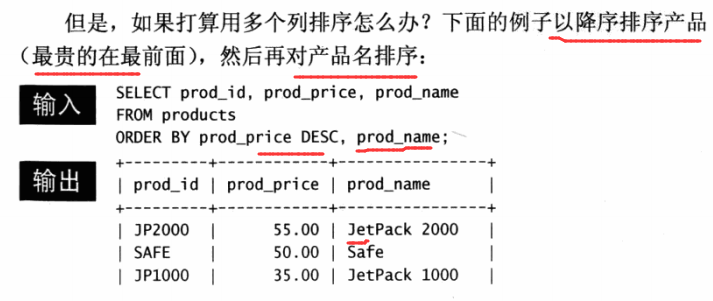 但是，如果打算用多个列排序怎么办？下面的例子以降序排序产品
（最贵的在最前面），然后再对产品名排序：
输入
SELECT prod_id, prod_price, prod_name
FROM products
ORDER BY prod_price DESC, prod_name;
输出
+---------+------------+----------------+
| prod_id | prod_price | prod_name      |
+---------+------------+----------------+
| JP2000  |      55.00 | JetPack 2000   |
| SAFE    |      50.00 | Safe           |
| JP1000  |      35.00 | JetPack 1000   |